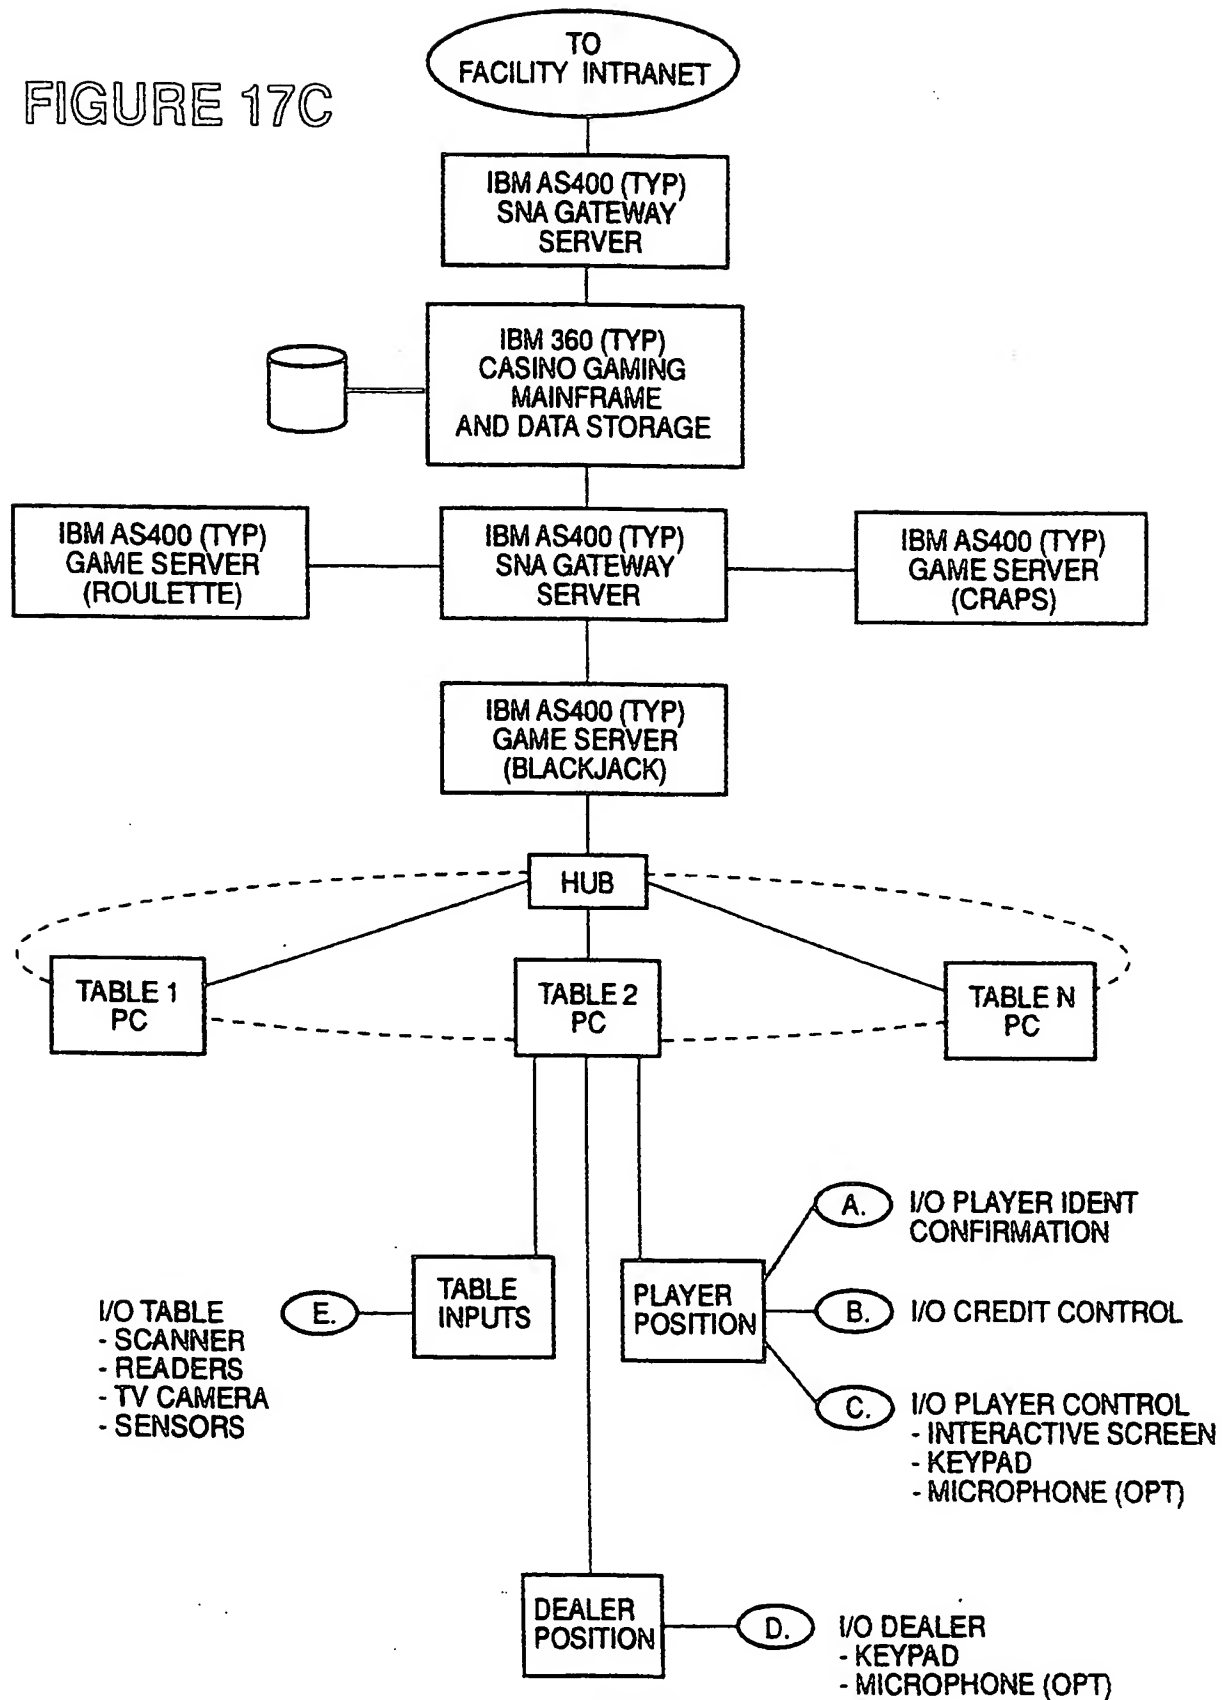 FIGURE 17C
TO
FACILITY INTRANET
IBM AS400 (TYP)
SNA GATEWAY
SERVER
IBM 360 (TYP)
CASINO GAMING
MAINFRAME
AND DATA STORAGE
IBM AS400 (TYP)
GAME SERVER
(ROULETTE)
IBM AS400 (TYP)
SNA GATEWAY
SERVER
IBM AS400 (TYP)
GAME SERVER
(CRAPS)
IBM AS400 (TYP)
GAME SERVER
(BLACKJACK)
HUB
TABLE 1
PC
TABLE 2
PC
TABLE N
PC
I/O TABLE
- SCANNER
- READERS
- TV CAMERA
- SENSORS
E.
TABLE
INPUTS
PLAYER
POSITION
A.
I/O PLAYER IDENT
CONFIRMATION
B.
I/O CREDIT CONTROL
C.
I/O PLAYER CONTROL
- INTERACTIVE SCREEN
- KEYPAD
- MICROPHONE (OPT)
DEALER
POSITION
D.
I/O DEALER
- KEYPAD
- MICROPHONE (OPT)